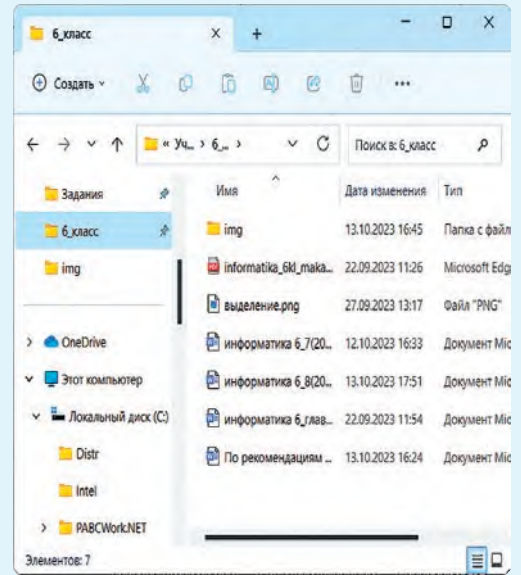 6_класс
Создать
« Уч... › 6_... ›
Поиск в: 6_класс
Задания
6_класс
img
OneDrive
Этот компьютер
Локальный диск (C:)
Distr
Intel
PABCWork.NET
Имя Дата изменения Тип
img 13.10.2023 16:45 Папка с файл
informatika_6kl_maka... 22.09.2023 11:26 Microsoft Edg
выделение.png 27.09.2023 13:17 Файл "PNG"
информатика 6_7(20... 12.10.2023 16:33 Документ Mic
информатика 6_8(20... 13.10.2023 17:51 Документ Mic
информатика 6_глав... 22.09.2023 11:54 Документ Mic
По рекомендациям ... 13.10.2023 16:24 Документ Mic
Элементов: 7